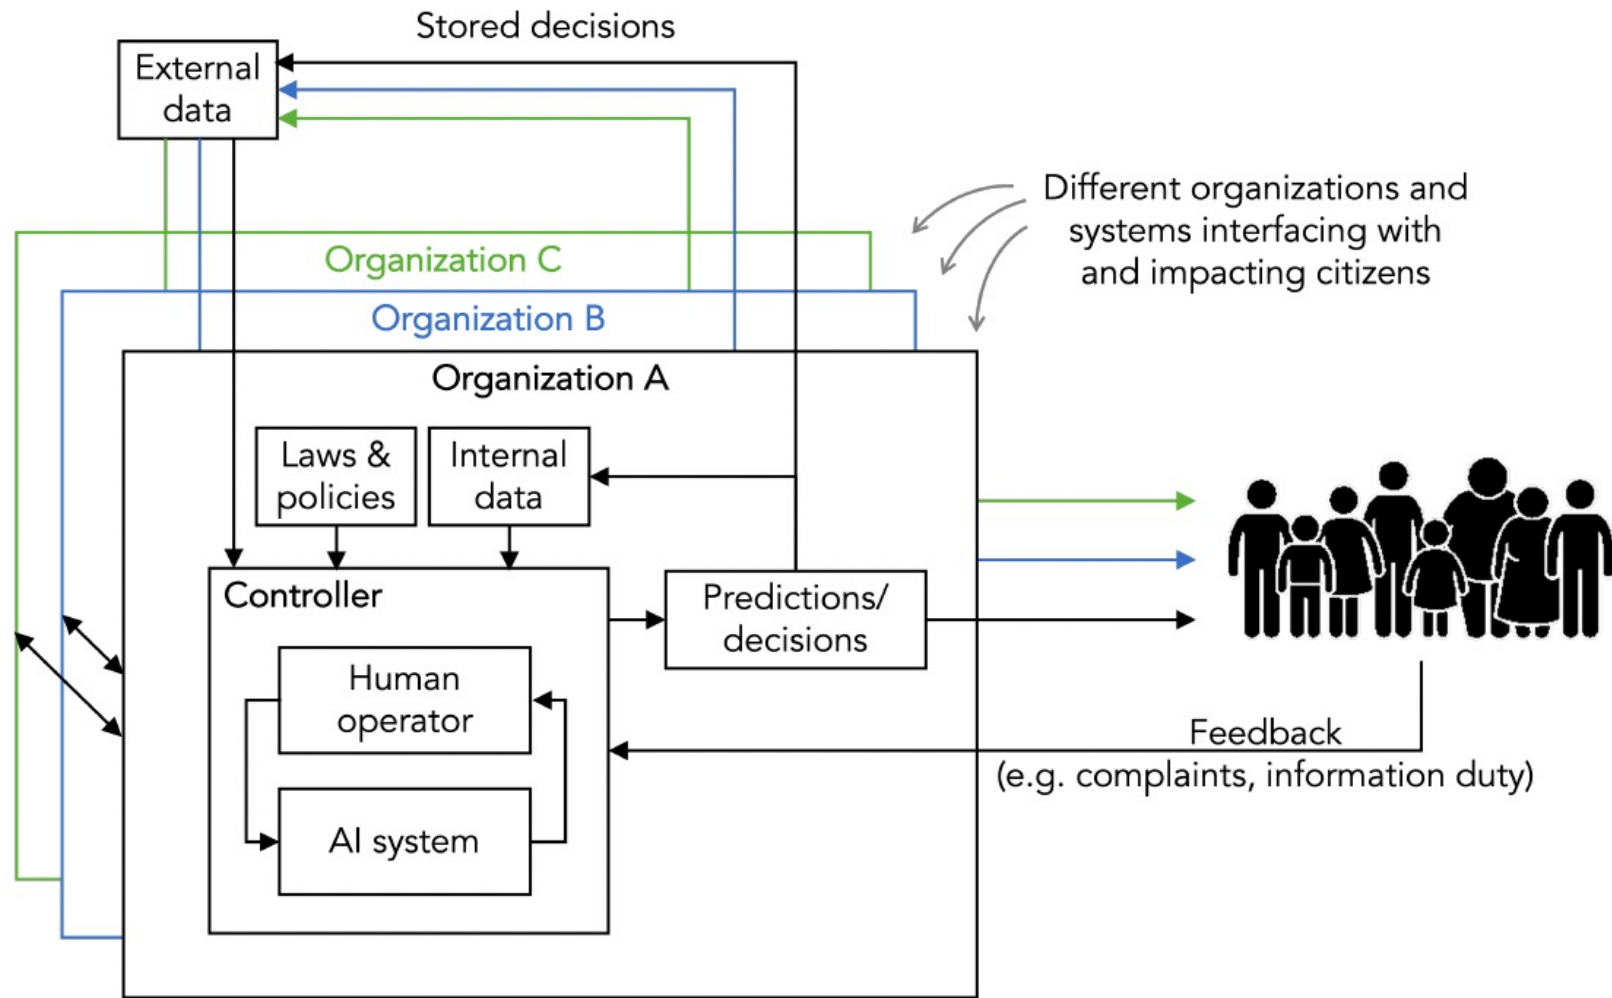 Stored decisions
External
data
Different organizations and
systems interfacing with
and impacting citizens
Organization C
Organization B
Organization A
Laws &
policies
Internal
data
Controller
Predictions/
decisions
Human
operator
AI system
Feedback
(e.g. complaints, information duty)